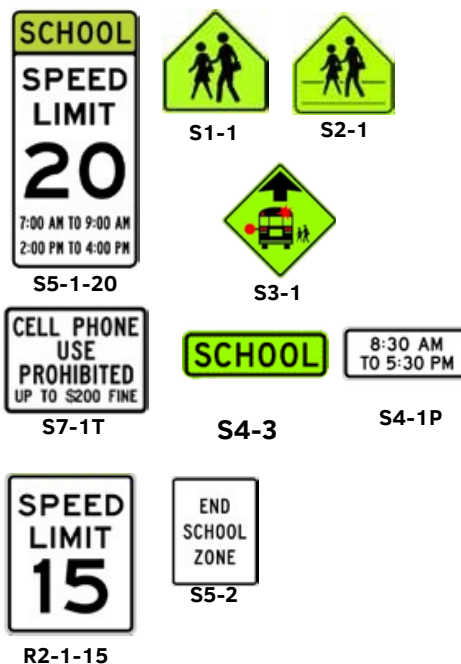 SCHOOL
SPEED
LIMIT
20
7:00 AM TO 9:00 AM
2:00 PM TO 4:00 PM
S5-1-20
S1-1
S2-1
S3-1
CELL PHONE
USE
PROHIBITED
UP TO $200 FINE
S7-1T
SCHOOL
S4-3
8:30 AM
TO 5:30 PM
S4-1P
SPEED
LIMIT
15
R2-1-15
END
SCHOOL
ZONE
S5-2